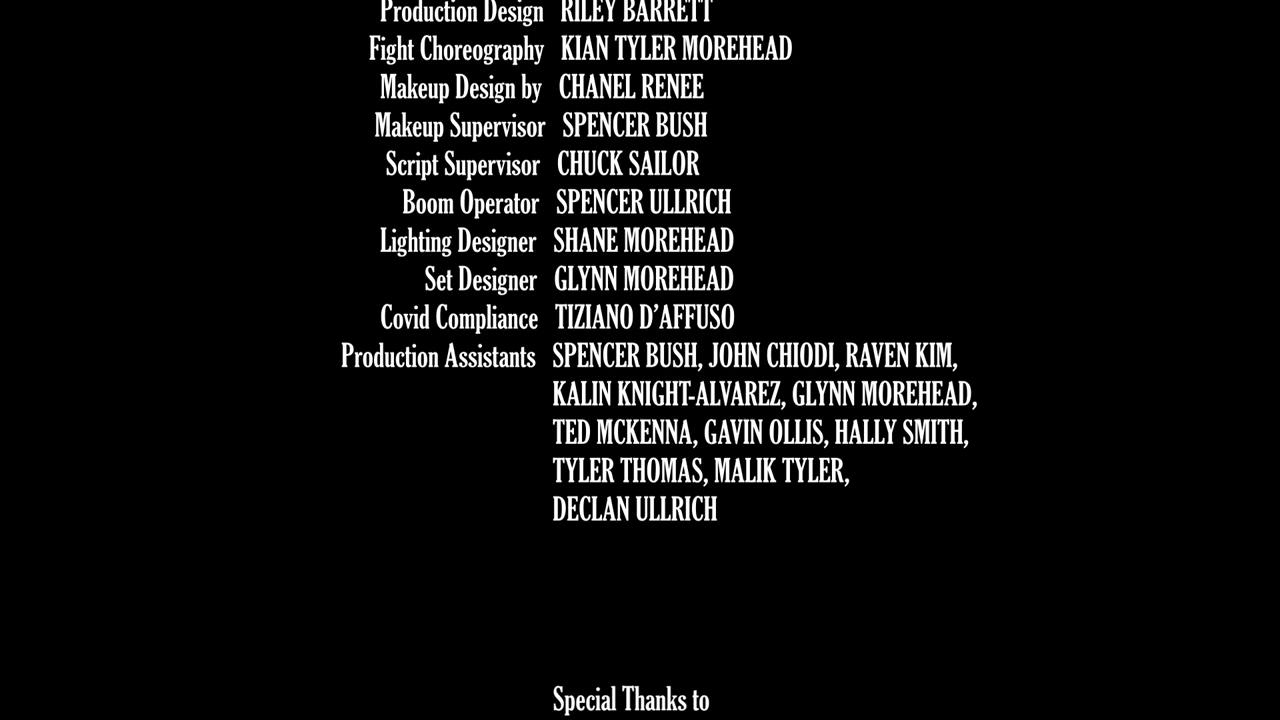 Production Design RILEY BARRETT
Fight Choreography KIAN TYLER MOREHEAD
Makeup Design by CHANEL RENEE
Makeup Supervisor SPENCER BUSH
Script Supervisor CHUCK SAILOR
Boom Operator SPENCER ULLRICH
Lighting Designer SHANE MOREHEAD
Set Designer GLYNN MOREHEAD
Covid Compliance TIZIANO D’AFFUSO
Production Assistants SPENCER BUSH, JOHN CHIODI, RAVEN KIM,
KALIN KNIGHT-ALVAREZ, GLYNN MOREHEAD,
TED MCKENNA, GAVIN OLLIS, HALLY SMITH,
TYLER THOMAS, MALIK TYLER,
DECLAN ULLRICH
Special Thanks to